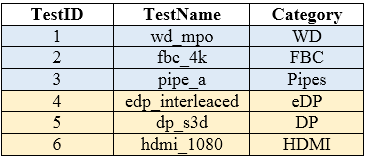 TestID TestName Category
1 wd_mpo WD
2 fbc_4k FBC
3 pipe_a Pipes
4 edp_interleaced eDP
5 dp_s3d DP
6 hdmi_1080 HDMI